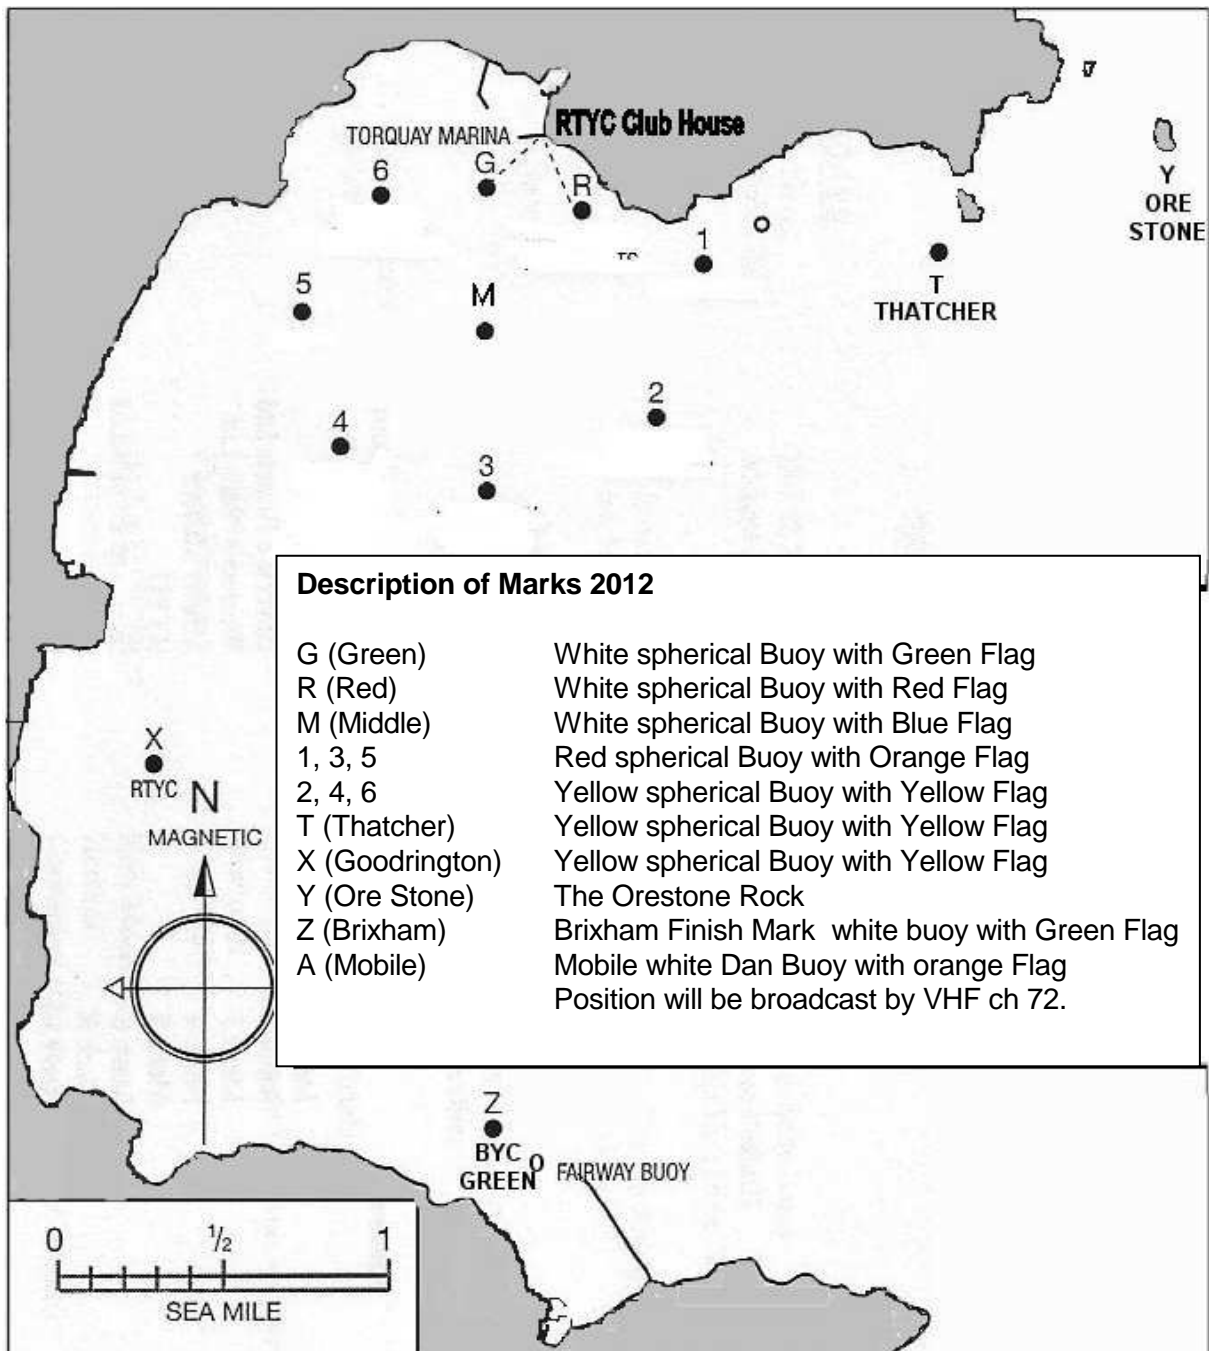 RTYC Club House
TORQUAY MARINA
6
G
R
Y
ORE
STONE
1
T
THATCHER
5
M
2
4
3
Description of Marks 2012
G (Green) White spherical Buoy with Green Flag
R (Red) White spherical Buoy with Red Flag
M (Middle) White spherical Buoy with Blue Flag
1, 3, 5 Red spherical Buoy with Orange Flag
2, 4, 6 Yellow spherical Buoy with Yellow Flag
T (Thatcher) Yellow spherical Buoy with Yellow Flag
X (Goodrington) Yellow spherical Buoy with Yellow Flag
Y (Ore Stone) The Orestone Rock
Z (Brixham) Brixham Finish Mark white buoy with Green Flag
A (Mobile) Mobile white Dan Buoy with orange Flag
Position will be broadcast by VHF ch 72.
X
RTYC
N
MAGNETIC
Z
BYC
GREEN
FAIRWAY BUOY
0 ½ 1
SEA MILE